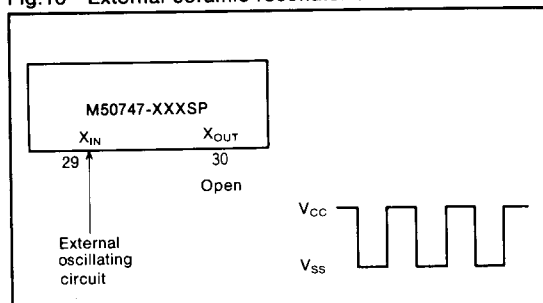 Fig.10 External ceramic resonator
M50747-XXXSP
XIN XOUT
29 30
Open
VCC
VSS
External
oscillating
circuit